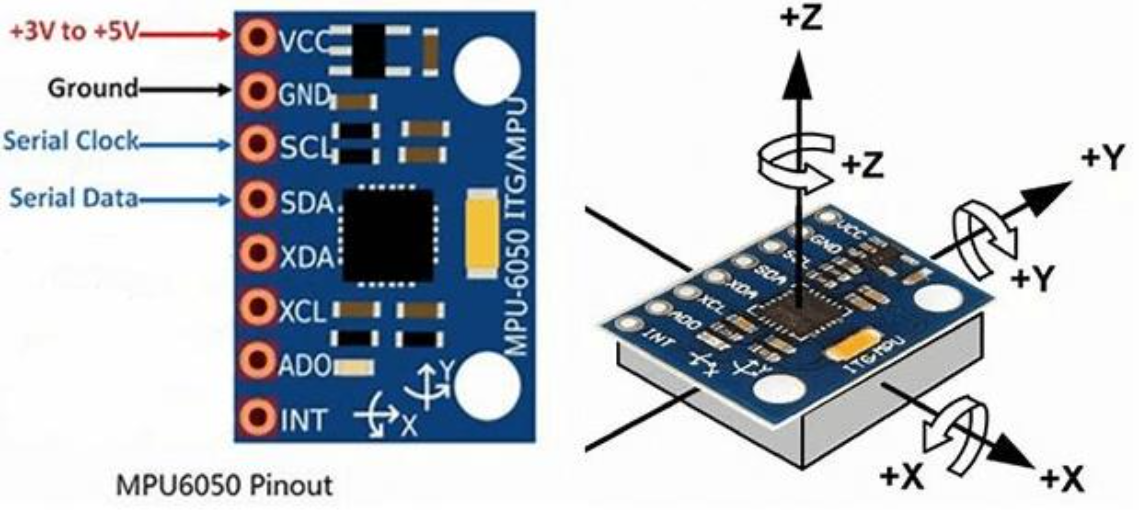 +3V to +5V
Ground
Serial Clock
Serial Data
VCC
GND
SCL
SDA
XDA
XCL
ADO
INT
X
Y
MPU-6050 ITG/MPU
MPU6050 Pinout
+Z
+Z
+Y
+Y
+X
+X
VCC
GND
SCL
SDA
XDA
XCL
ADO
INT
X
Y
ITG-MPU